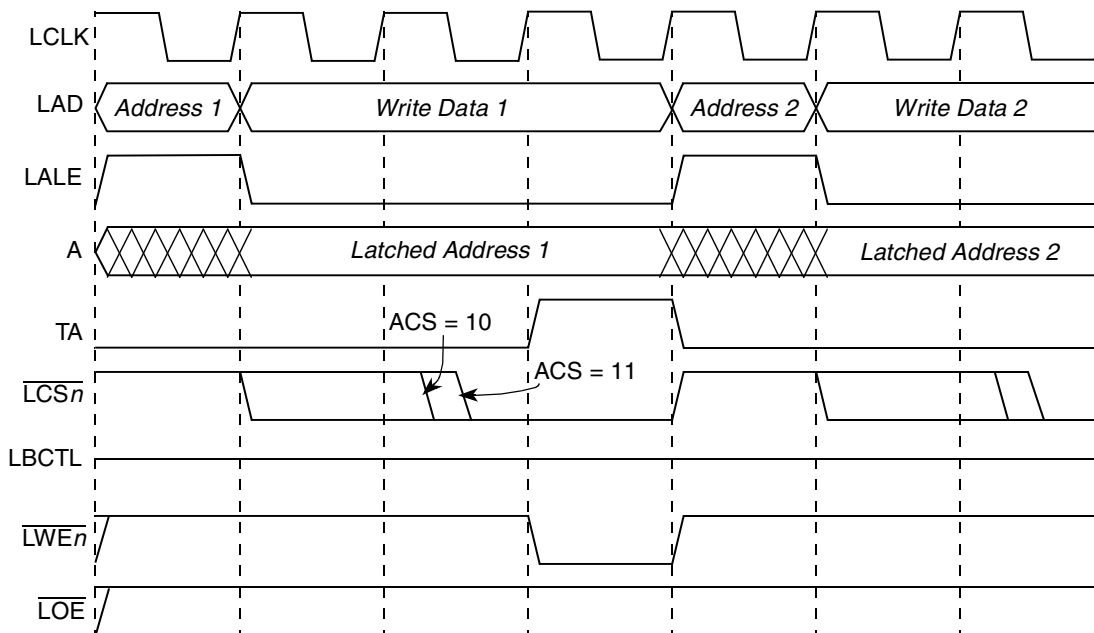 LCLK
LAD Address 1 Write Data 1 Address 2 Write Data 2
LALE
A Latched Address 1 Latched Address 2
TA ACS = 10
LCSn ACS = 11
LBCTL
LWEn
LOE